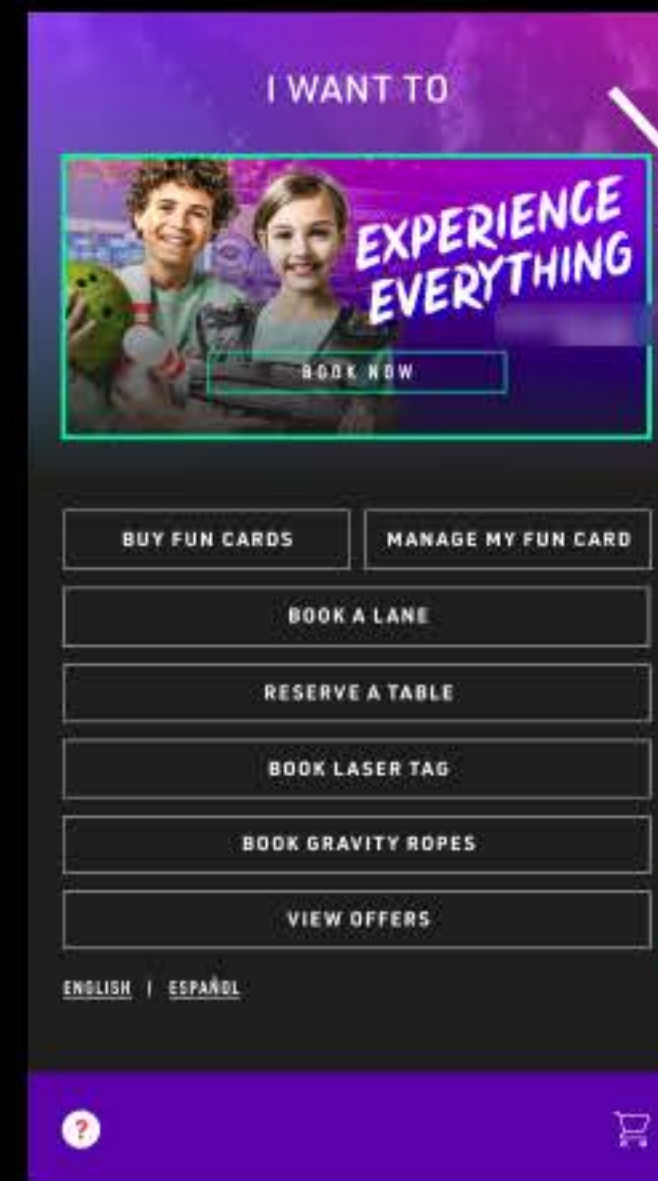 I WANT TO
EXPERIENCE
EVERYTHING
BOOK NOW
BUY FUN CARDS
MANAGE MY FUN CARD
BOOK A LANE
RESERVE A TABLE
BOOK LASER TAG
BOOK GRAVITY ROPES
VIEW OFFERS
ENGLISH | ESPAÑOL
?